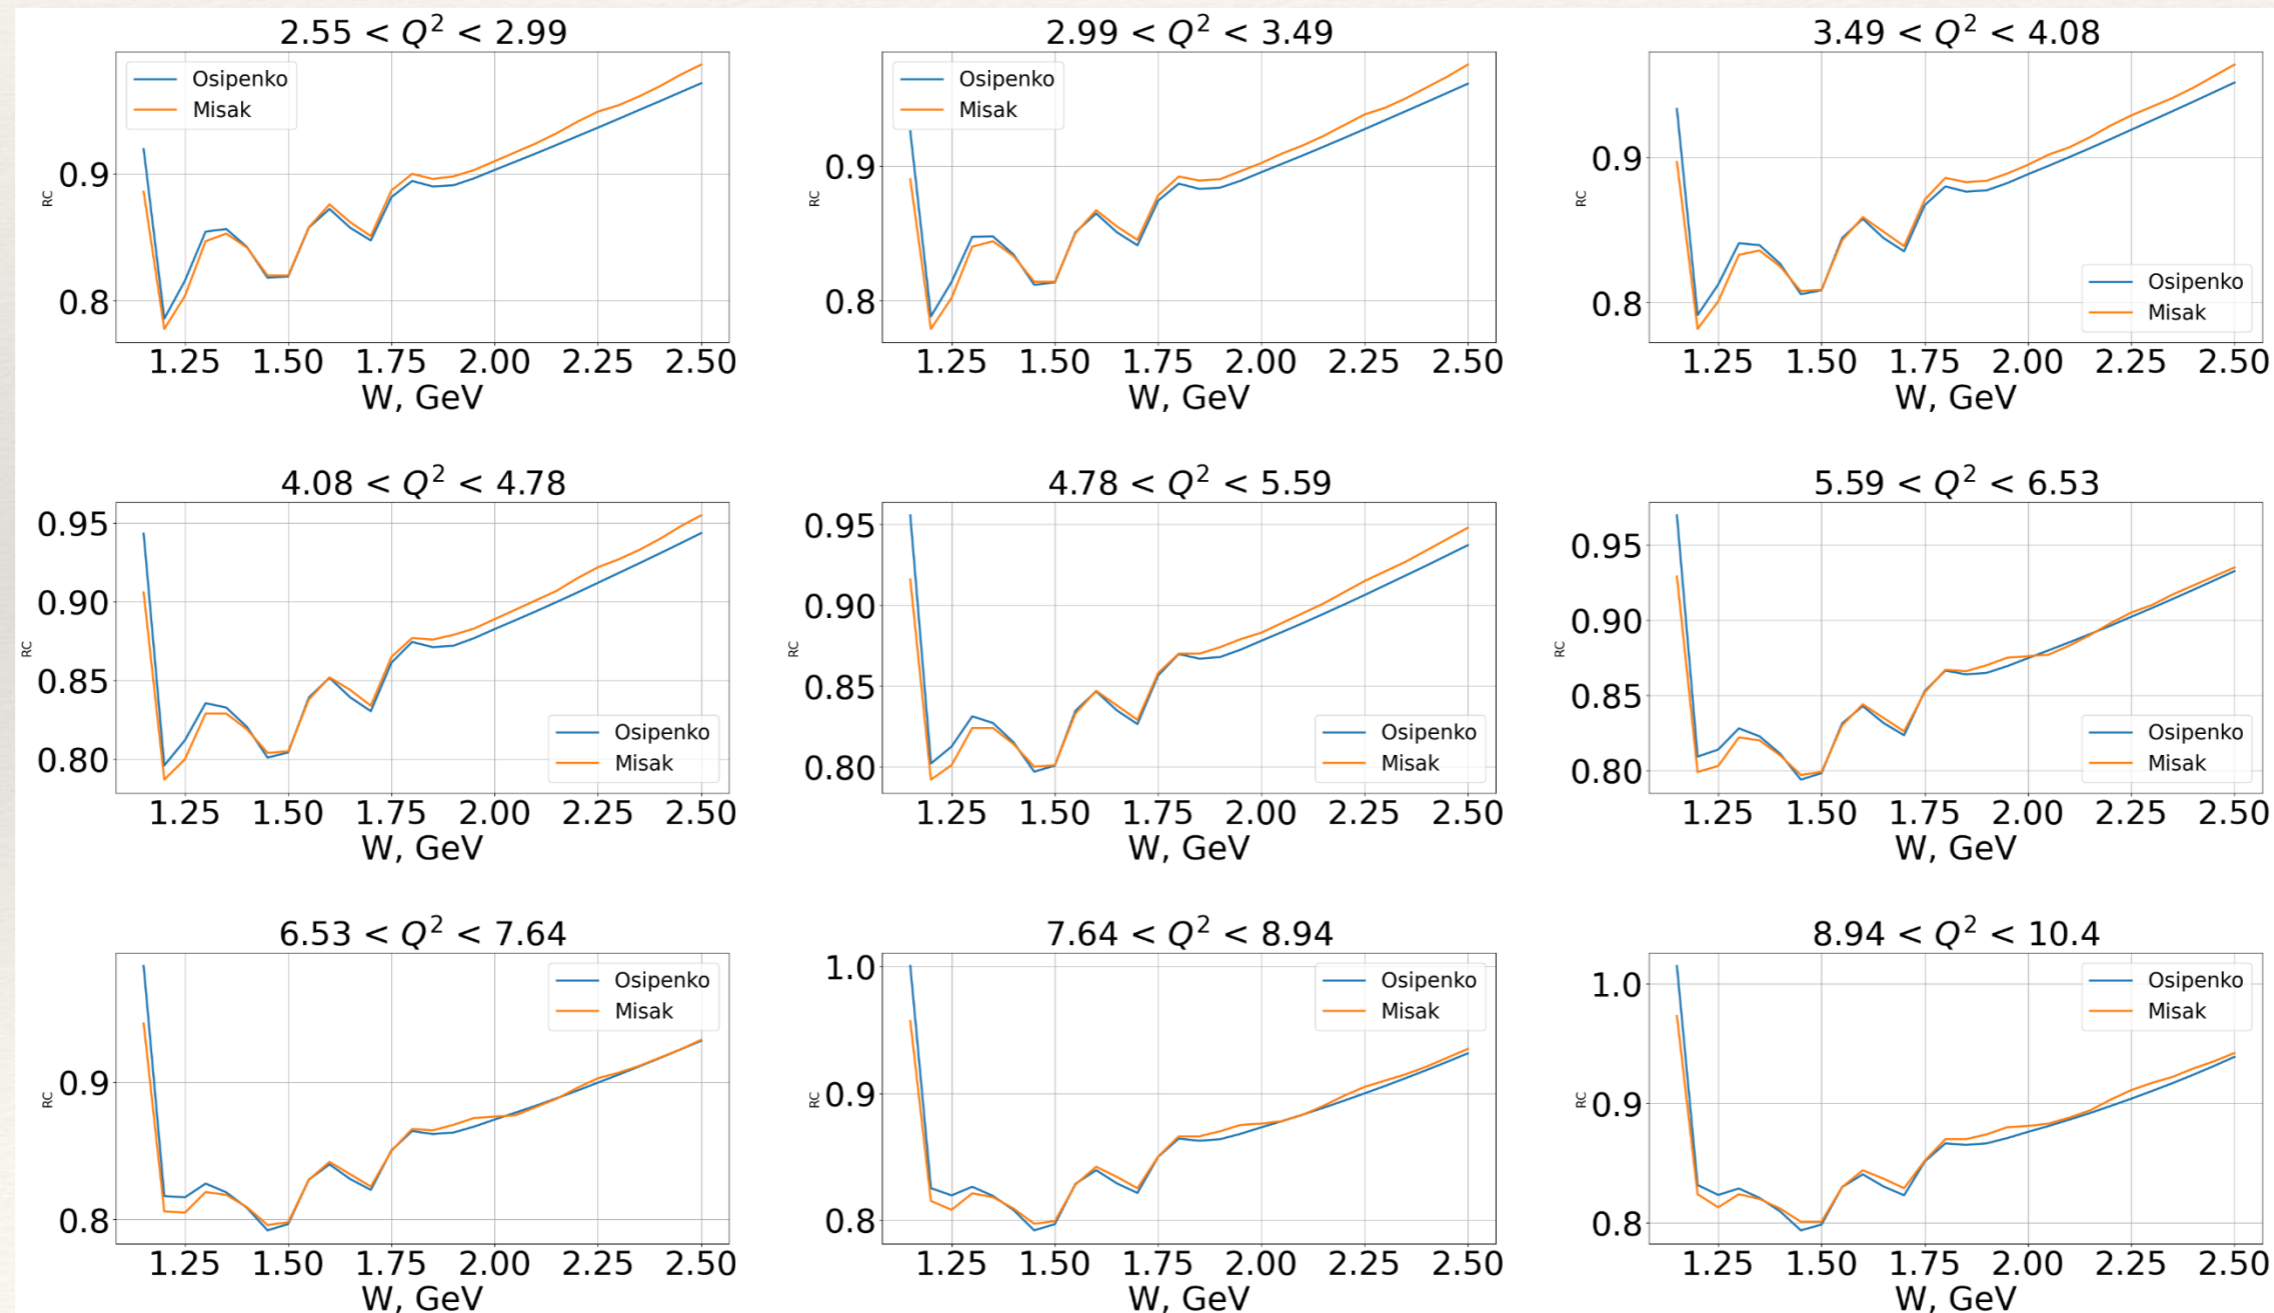 2.55 < Q² < 2.99
Osipenko
Misak
0.9
0.8
RC
1.25 1.50 1.75 2.00 2.25 2.50
W, GeV
2.99 < Q² < 3.49
Osipenko
Misak
0.9
0.8
RC
1.25 1.50 1.75 2.00 2.25 2.50
W, GeV
3.49 < Q² < 4.08
0.9
0.8
RC
Osipenko
Misak
1.25 1.50 1.75 2.00 2.25 2.50
W, GeV
4.08 < Q² < 4.78
0.95
0.90
0.85
0.80
RC
Osipenko
Misak
1.25 1.50 1.75 2.00 2.25 2.50
W, GeV
4.78 < Q² < 5.59
0.95
0.90
0.85
0.80
RC
Osipenko
Misak
1.25 1.50 1.75 2.00 2.25 2.50
W, GeV
5.59 < Q² < 6.53
0.95
0.90
0.85
0.80
RC
Osipenko
Misak
1.25 1.50 1.75 2.00 2.25 2.50
W, GeV
6.53 < Q² < 7.64
Osipenko
Misak
0.9
0.8
RC
1.25 1.50 1.75 2.00 2.25 2.50
W, GeV
7.64 < Q² < 8.94
Osipenko
Misak
1.0
0.9
0.8
RC
1.25 1.50 1.75 2.00 2.25 2.50
W, GeV
8.94 < Q² < 10.4
Osipenko
Misak
1.0
0.9
0.8
RC
1.25 1.50 1.75 2.00 2.25 2.50
W, GeV